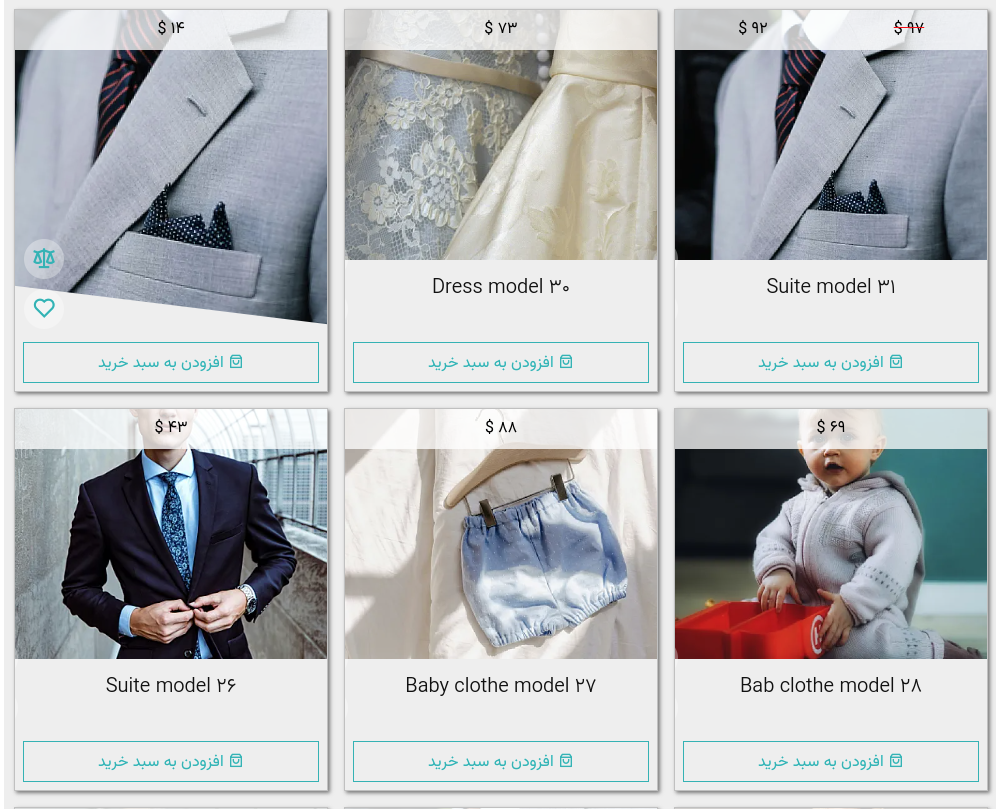 $ ۱۴
افزودن به سبد خرید
$ ۷۳
Dress model ۳۰
افزودن به سبد خرید
$ ۹۲
$ ۹۷
Suite model ۳۱
افزودن به سبد خرید
$ ۴۳
Suite model ۲۶
افزودن به سبد خرید
$ ۸۸
Baby clothe model ۲۷
افزودن به سبد خرید
$ ۶۹
Bab clothe model ۲۸
افزودن به سبد خرید